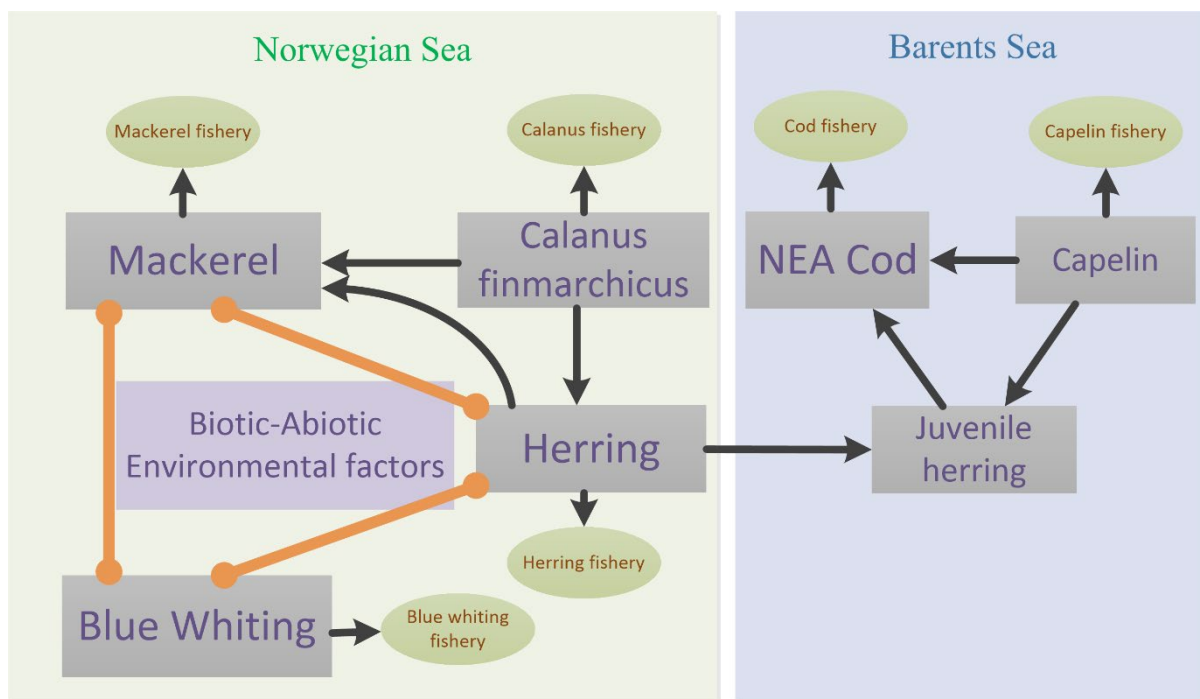 Norwegian Sea
Mackerel fishery
Calanus fishery
Mackerel
Calanus
finmarchicus
Biotic-Abiotic
Environmental factors
Herring
Herring fishery
Blue Whiting
Blue whiting
fishery
Barents Sea
Cod fishery
Capelin fishery
NEA Cod
Capelin
Juvenile
herring